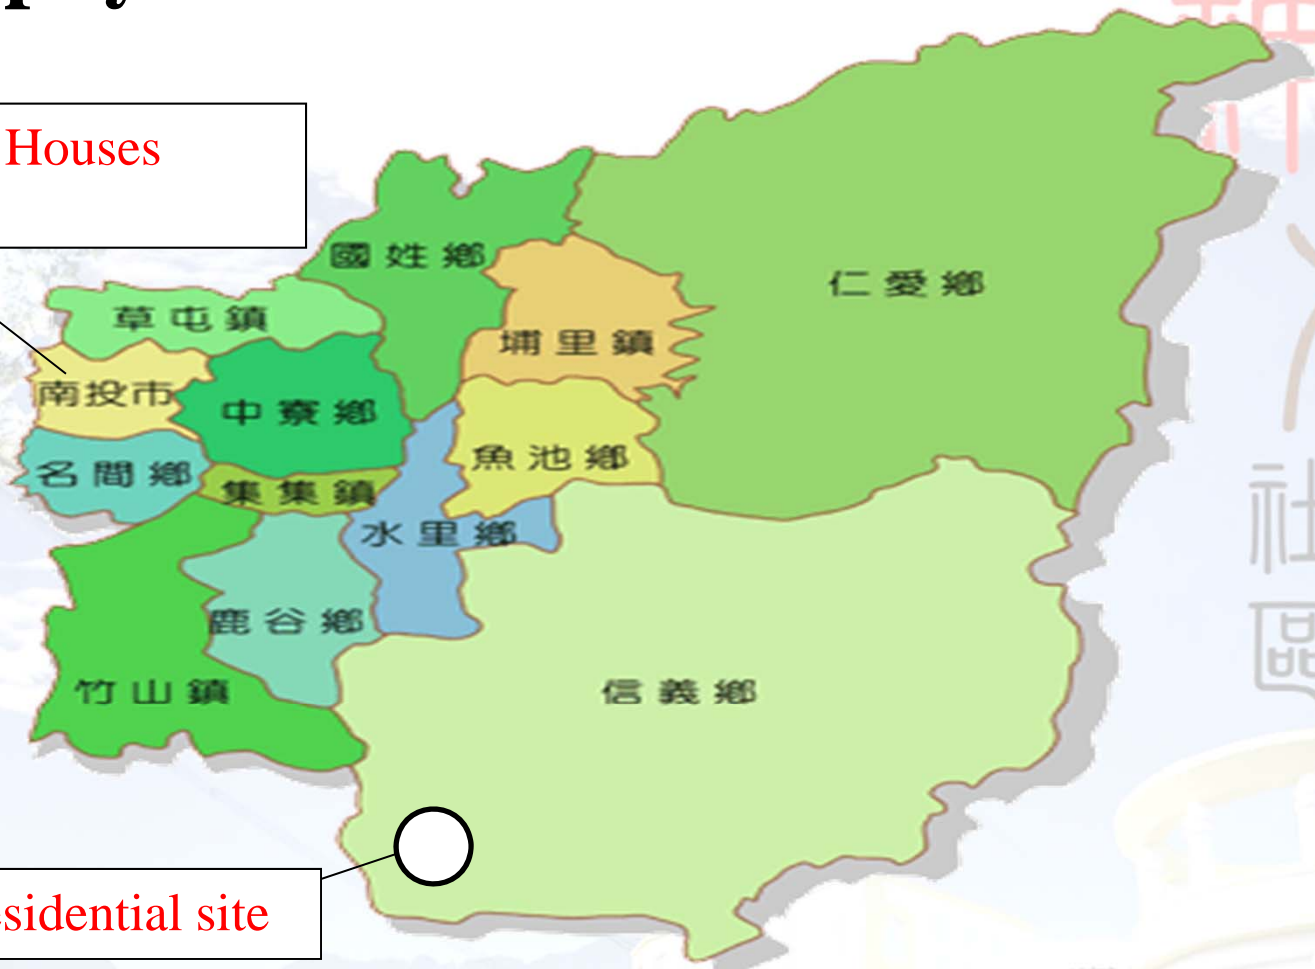 Houses
國姓鄉
仁愛鄉
草屯鎮
埔里鎮
南投市
中寮鄉
魚池鄉
名間鄉
集集鎮
水里鄉
鹿谷鄉
竹山鎮
信義鄉
sidential site
社
區